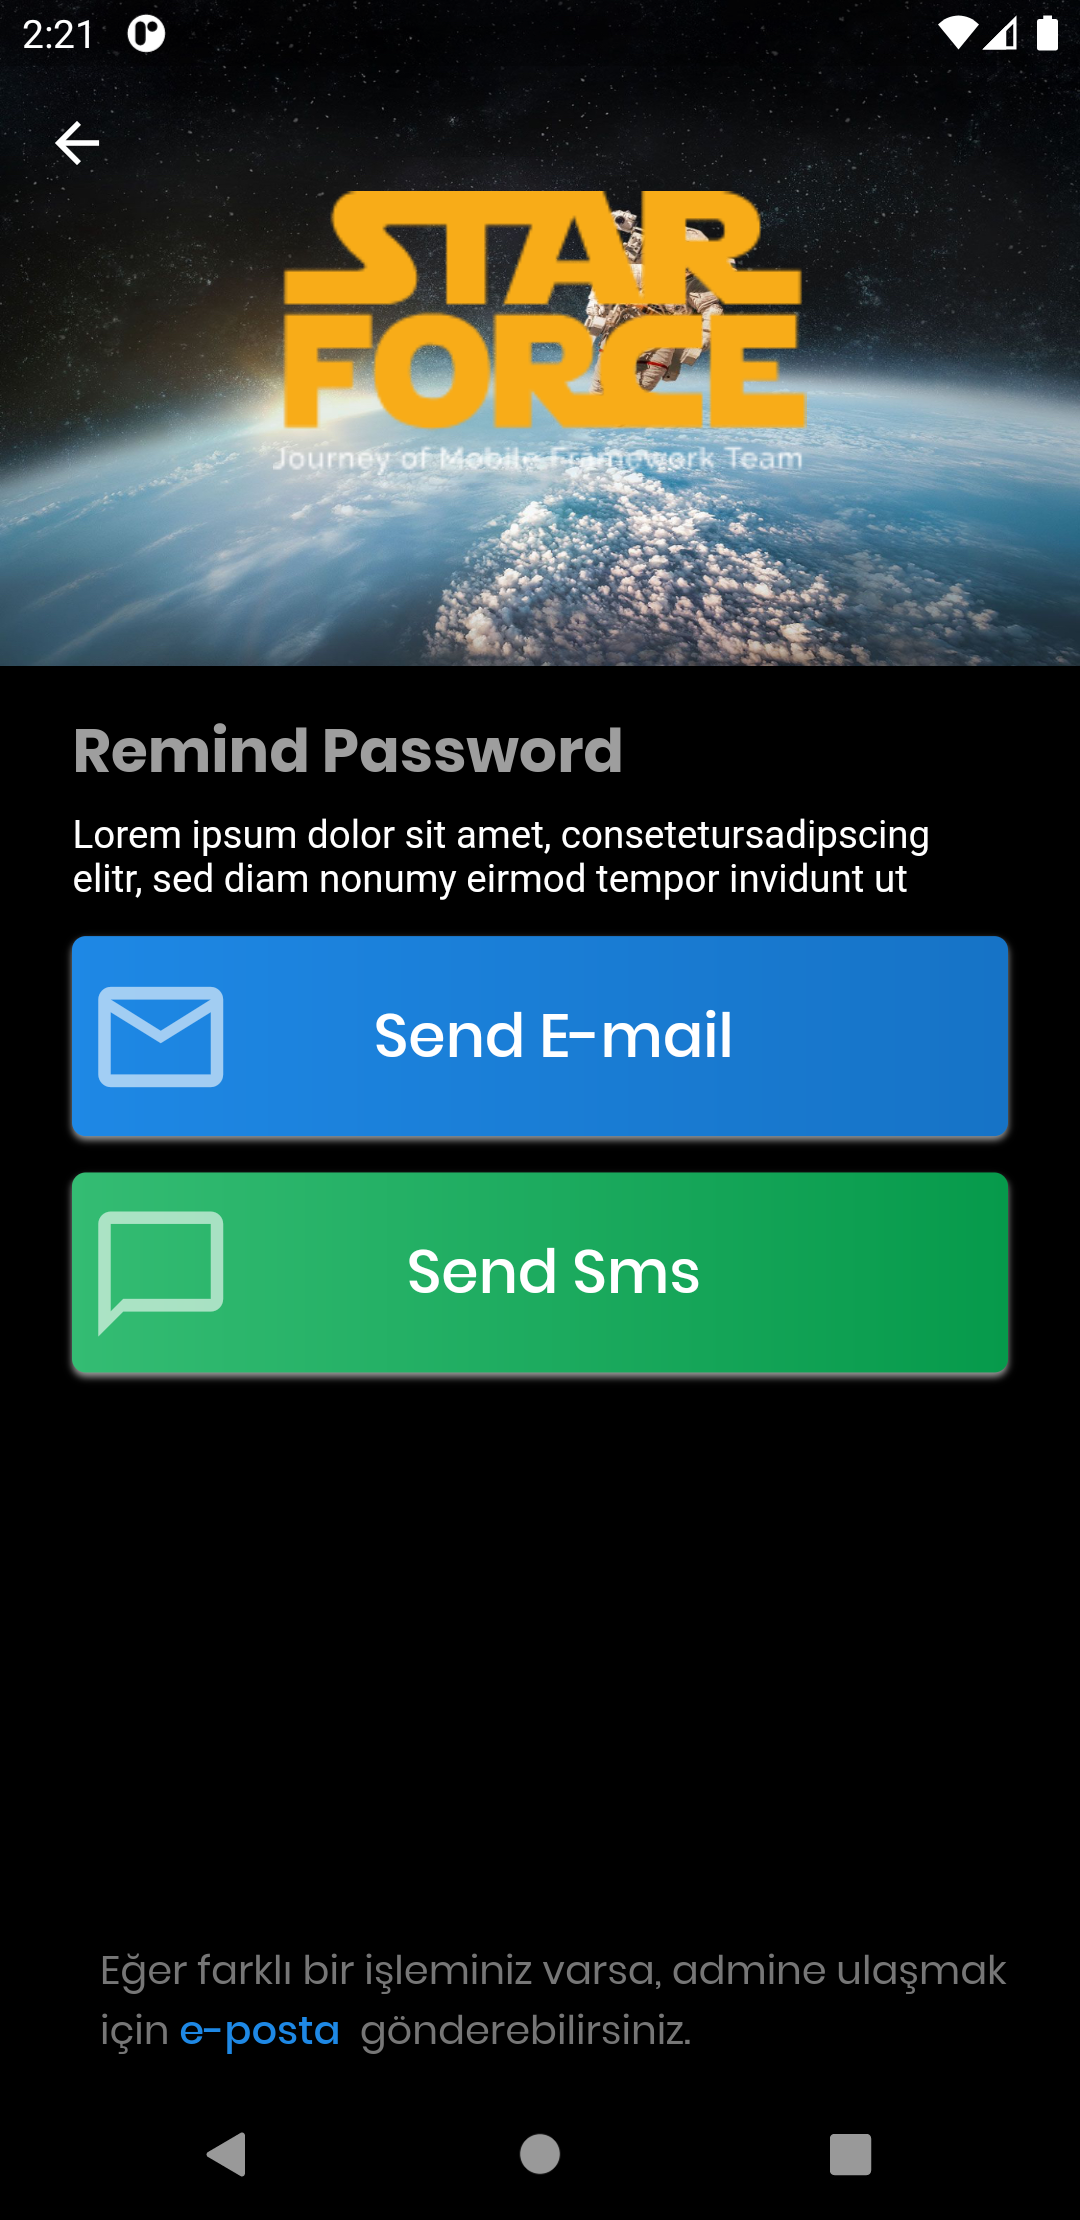 2:21
STAR
FORCE
Journey of Mobile Framework Team
Remind Password
Lorem ipsum dolor sit amet, consetetursadipscing
elitr, sed diam nonumy eirmod tempor invidunt ut
Send E-mail
Send Sms
Eğer farklı bir işleminiz varsa, admine ulaşmak
için e-posta gönderebilirsiniz.